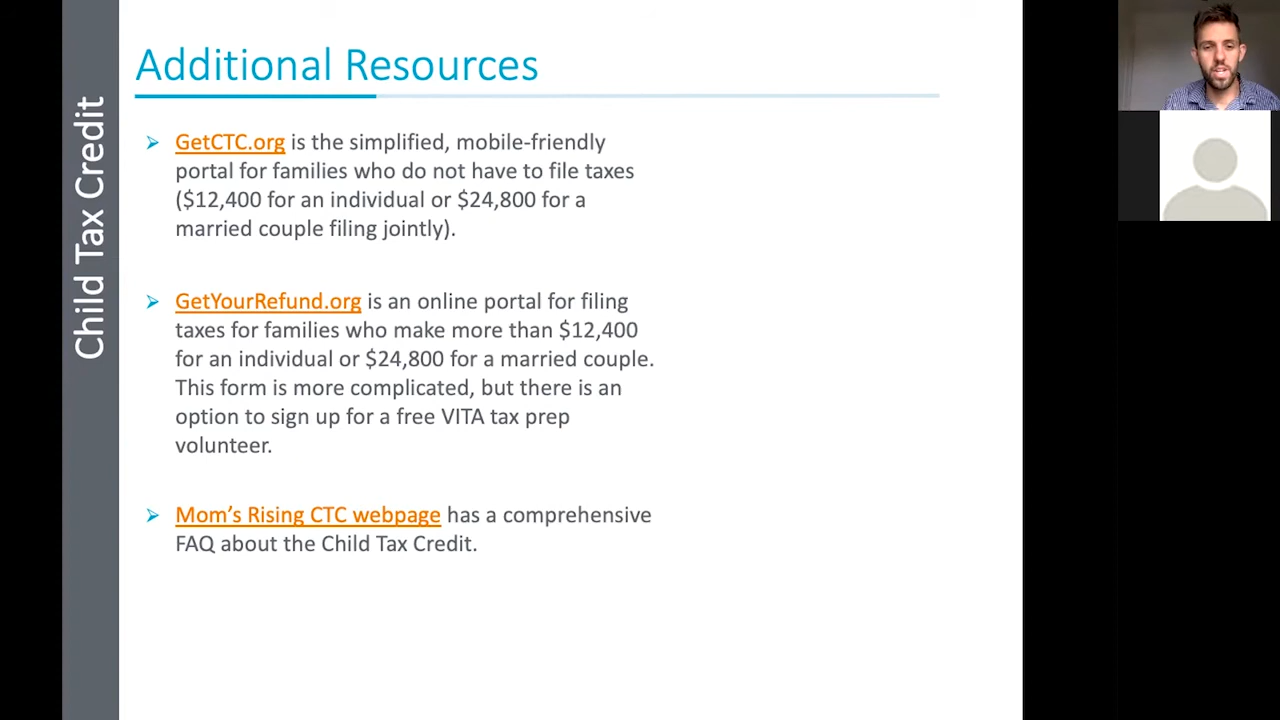 Additional Resources
Child Tax Credit
➢ GetCTC.org is the simplified, mobile-friendly
portal for families who do not have to file taxes
($12,400 for an individual or $24,800 for a
married couple filing jointly).
➢ GetYourRefund.org is an online portal for filing
taxes for families who make more than $12,400
for an individual or $24,800 for a married couple.
This form is more complicated, but there is an
option to sign up for a free VITA tax prep
volunteer.
➢ Mom’s Rising CTC webpage has a comprehensive
FAQ about the Child Tax Credit.